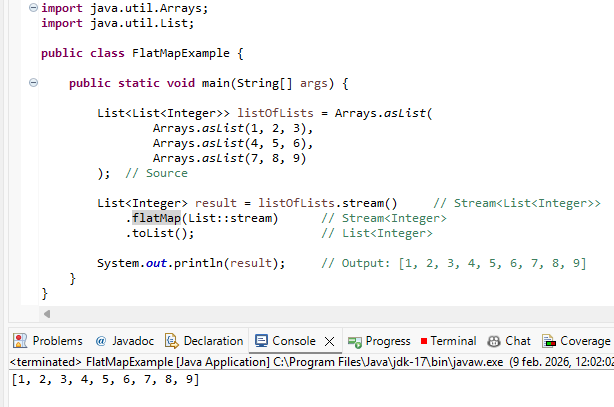 import java.util.Arrays;
import java.util.List;
public class FlatMapExample {
public static void main(String[] args) {
List<List<Integer>> listOfLists = Arrays.asList(
Arrays.asList(1, 2, 3),
Arrays.asList(4, 5, 6),
Arrays.asList(7, 8, 9)
); // Source
List<Integer> result = listOfLists.stream() // Stream<List<Integer>>
.flatMap(List::stream) // Stream<Integer>
.toList(); // List<Integer>
System.out.println(result); // Output: [1, 2, 3, 4, 5, 6, 7, 8, 9]
}
}
Problems @ Javadoc Declaration Console Progress Terminal Chat Coverage
<terminated> FlatMapExample [Java Application] C:\Program Files\Java\jdk-17\bin\javaw.exe (9 feb. 2026, 12:02:02
[1, 2, 3, 4, 5, 6, 7, 8, 9]